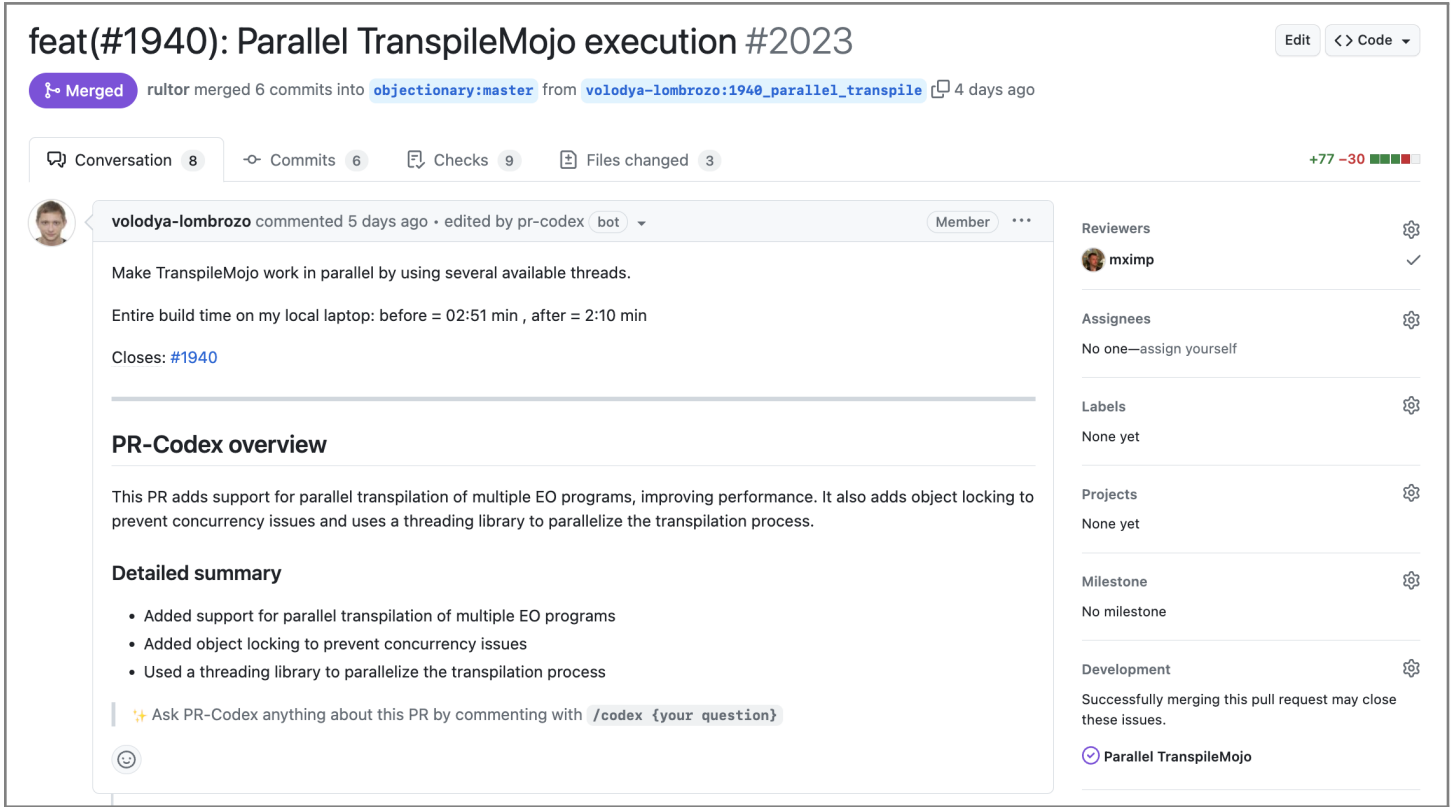 feat(#1940): Parallel TranspileMojo execution #2023
Edit
<> Code
Merged
rultor merged 6 commits into objectionary:master from volodya-lombrozo:1940_parallel_transpile 4 days ago
Conversation 8
Commits 6
Checks 9
Files changed 3
+77 −30
volodya-lombrozo commented 5 days ago • edited by pr-codex bot
Member
Make TranspileMojo work in parallel by using several available threads.
Entire build time on my local laptop: before = 02:51 min , after = 2:10 min
Closes: #1940
PR-Codex overview
This PR adds support for parallel transpilation of multiple EO programs, improving performance. It also adds object locking to
prevent concurrency issues and uses a threading library to parallelize the transpilation process.
Detailed summary
• Added support for parallel transpilation of multiple EO programs
• Added object locking to prevent concurrency issues
• Used a threading library to parallelize the transpilation process
✨ Ask PR-Codex anything about this PR by commenting with /codex {your question}
Reviewers
mximp
Assignees
No one—assign yourself
Labels
None yet
Projects
None yet
Milestone
No milestone
Development
Successfully merging this pull request may close
these issues.
Parallel TranspileMojo